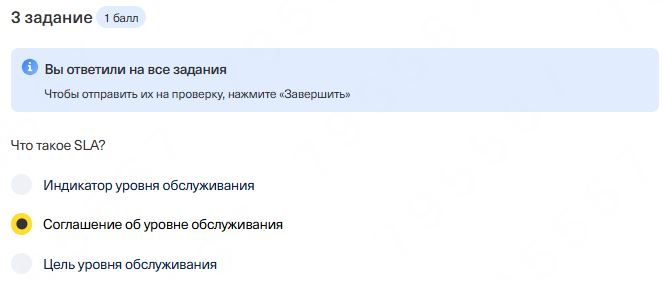 3 задание 1 балл
Вы ответили на все задания
Чтобы отправить их на проверку, нажмите «Завершить»
Что такое SLA?
Индикатор уровня обслуживания
Соглашение об уровне обслуживания
Цель уровня обслуживания